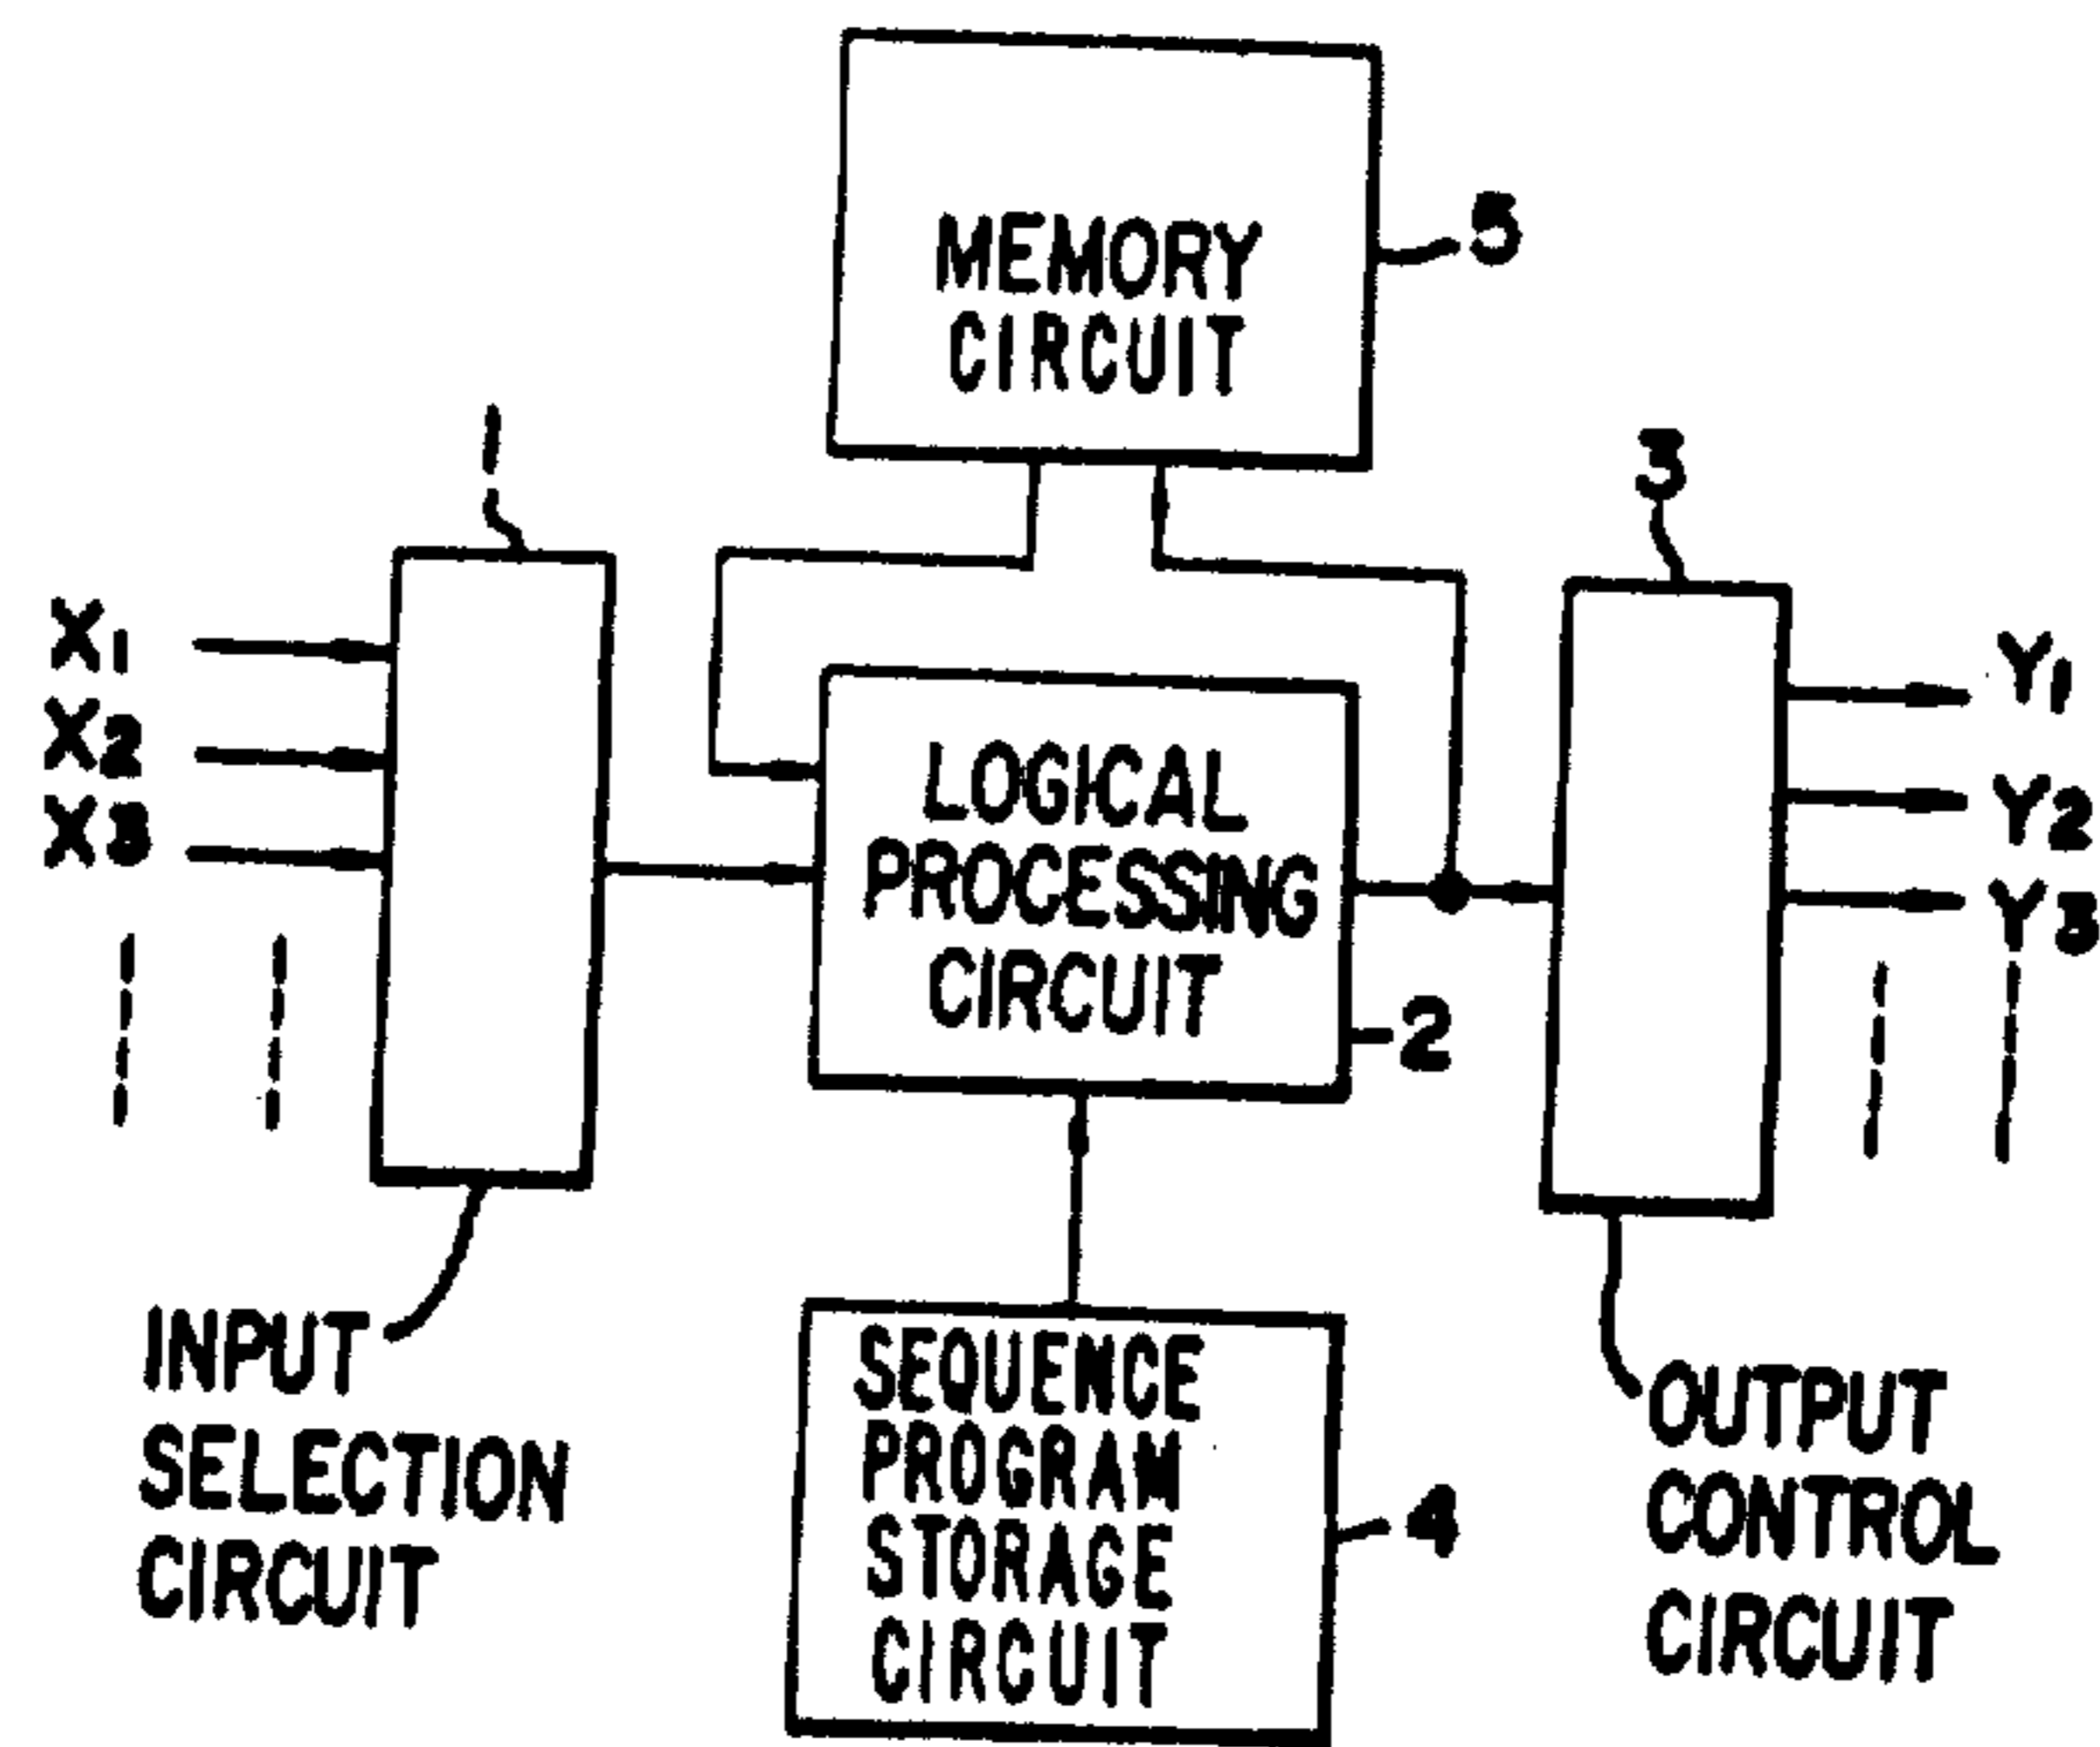 MEMORY
CIRCUIT
5
1
3
X1
X2
X3
LOGICAL
PROCESSING
CIRCUIT
2
Y1
Y2
Y3
INPUT
SELECTION
CIRCUIT
SEQUENCE
PROGRAM
STORAGE
CIRCUIT
4
OUTPUT
CONTROL
CIRCUIT